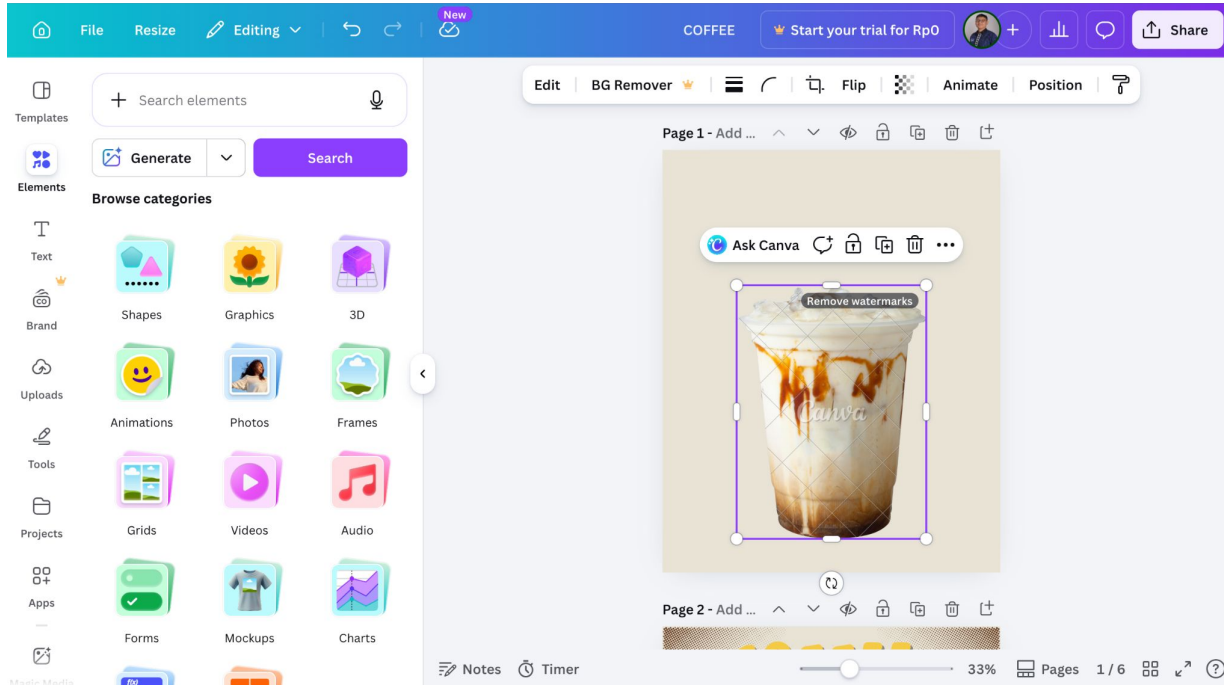 File Resize Editing New COFFEE Start your trial for Rp0 Share
Templates
Elements
Text
Brand
Uploads
Tools
Projects
Apps
Magic Media
Search elements
Generate Search
Browse categories
Shapes Graphics 3D
Animations Photos Frames
Grids Videos Audio
Forms Mockups Charts
f(x)
Edit BG Remover Flip Animate Position
Page 1 - Add ...
Ask Canva
Remove watermarks
Canva
Page 2 - Add ...
Notes Timer 33% Pages 1 / 6